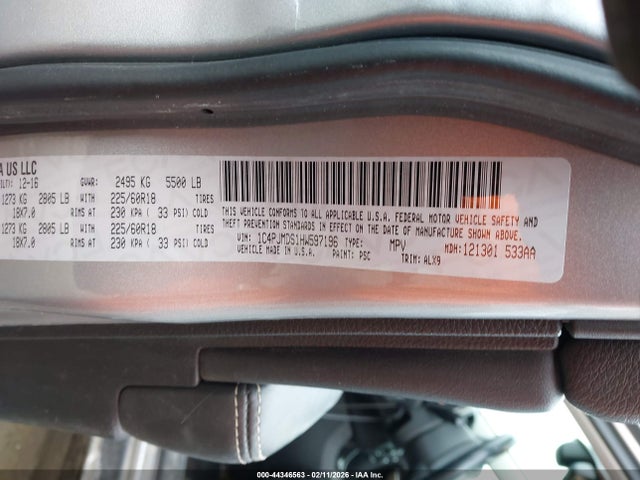 A US LLC
12-16 GVWR: 2495 KG 5500 LB
1273 KG 2805 LB WITH 225/60R18 TIRES
18X7.0 RIMS AT 230 KPA ( 33 PSI) COLD
1273 KG 2805 LB WITH 225/60R18 TIRES
18X7.0 RIMS AT 230 KPA ( 33 PSI) COLD
THIS VEHICLE CONFORMS TO ALL APPLICABLE U.S.A. FEDERAL MOTOR VEHICLE SAFETY AND
THEFT PREVENTION STANDARDS IN EFFECT ON THE DATE OF MANUFACTURE SHOWN ABOVE.
VIN: 1C4PJMDS1HW597196 TYPE: MPV MDH: 121301 533AA
VEHICLE MADE IN U.S.A. PAINT: PSC TRIM: ALX9
000-44346563 - 02/11/2026 - IAA Inc.